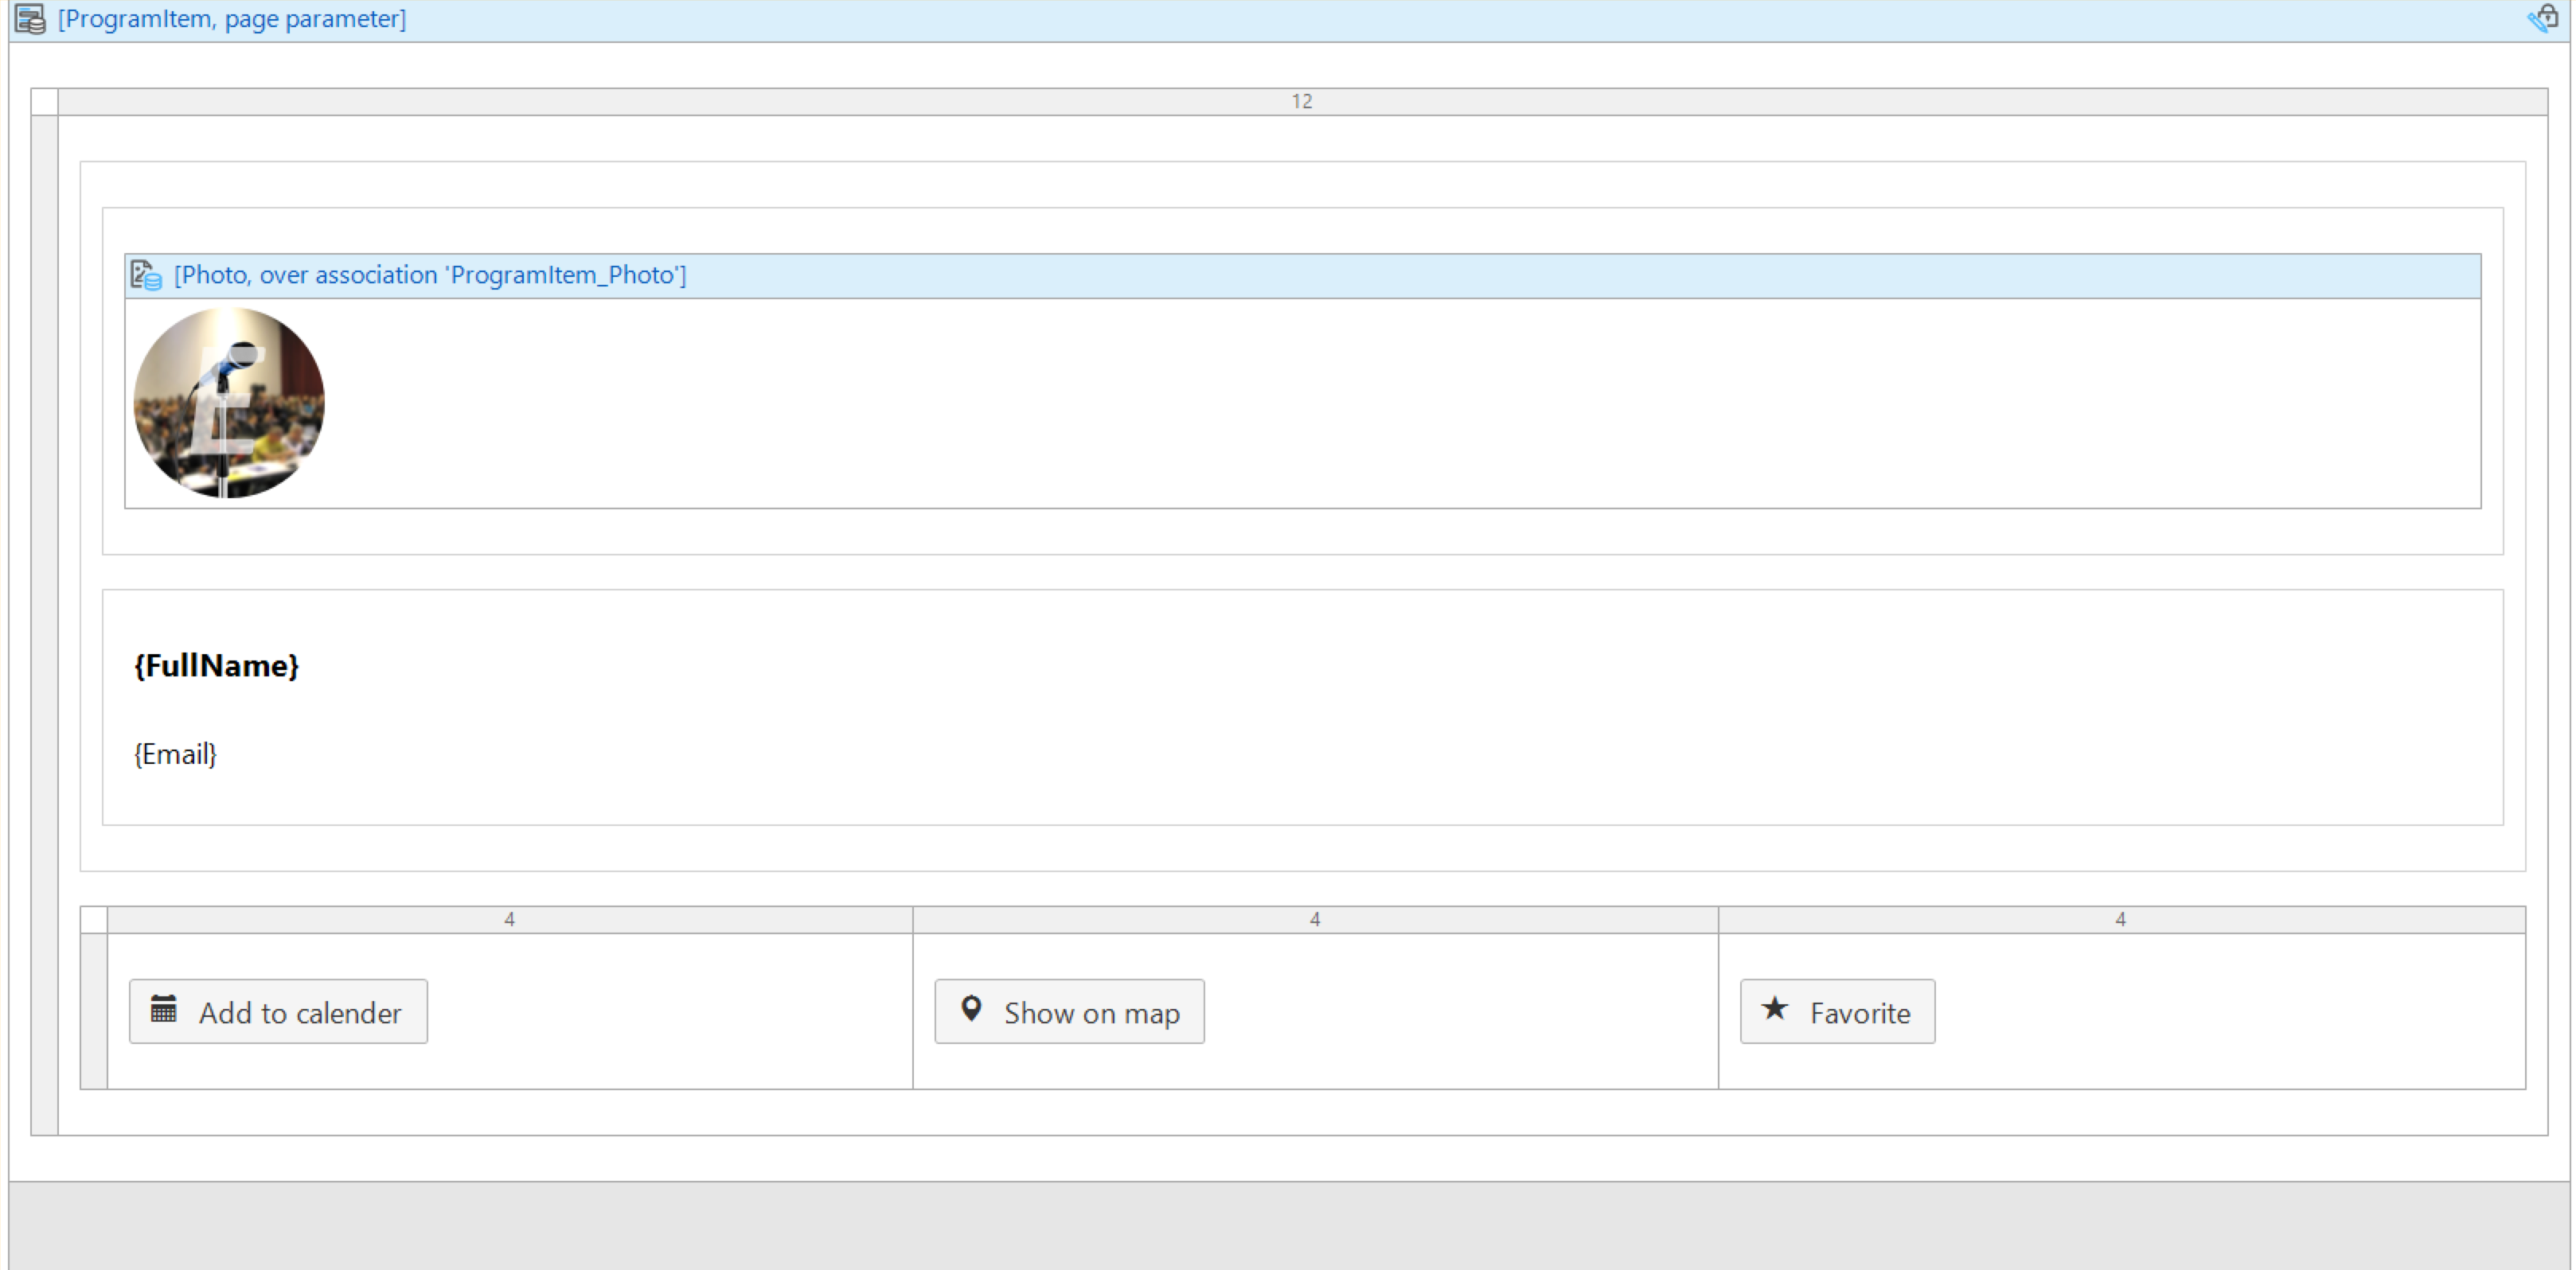 [ProgramItem, page parameter]
12
[Photo, over association 'ProgramItem_Photo']
E
{FullName}
{Email}
4 4 4
Add to calender Show on map Favorite